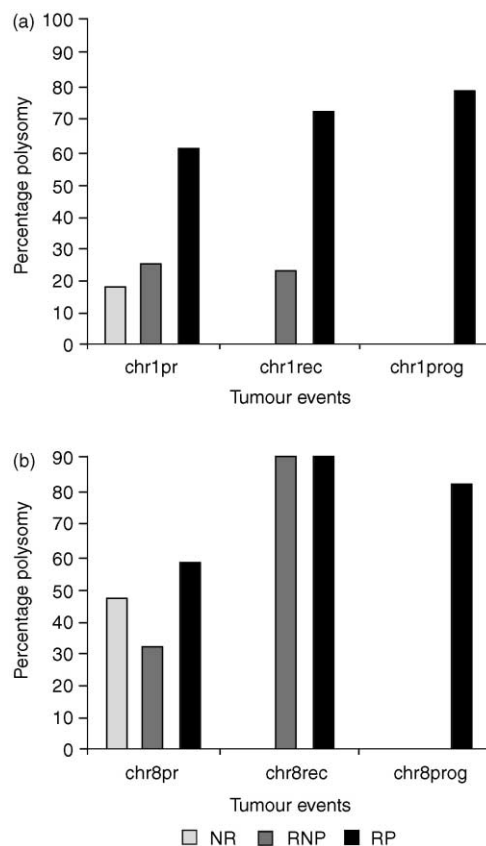 (a)
Percentage polysomy
100
90
80
70
60
50
40
30
20
10
0
chr1pr chr1rec chr1prog
Tumour events
(b)
Percentage polysomy
90
80
70
60
50
40
30
20
10
0
chr8pr chr8rec chr8prog
Tumour events
NR RNP RP